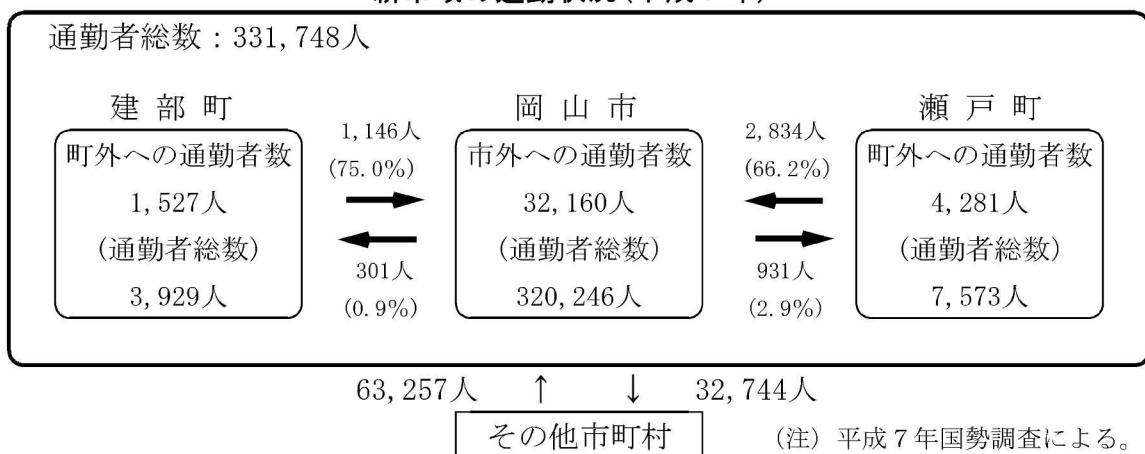 通勤者総数：331,748人
建部町
町外への通勤者数
1,527人
(通勤者総数)
3,929人
1,146人
(75.0%)
301人
(0.9%)
岡山市
市外への通勤者数
32,160人
(通勤者総数)
320,246人
2,834人
(66.2%)
931人
(2.9%)
瀬戸町
町外への通勤者数
4,281人
(通勤者総数)
7,573人
63,257人 ↑ ↓ 32,744人
その他市町村
(注) 平成7年国勢調査による。